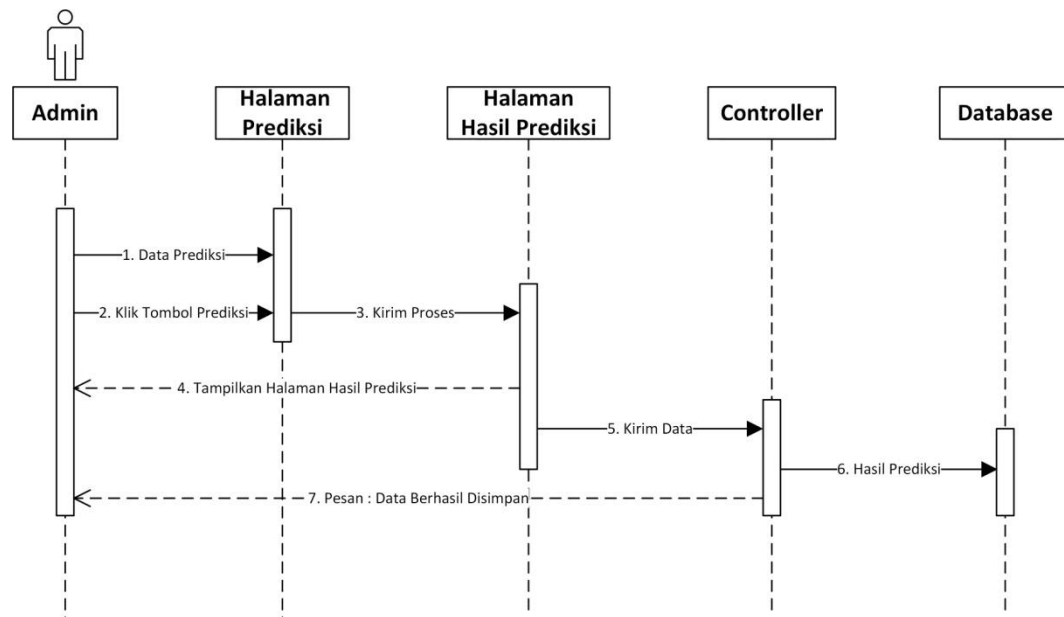 Admin
Halaman
Prediksi
Halaman
Hasil Prediksi
Controller
Database
1. Data Prediksi
2. Klik Tombol Prediksi
3. Kirim Proses
4. Tampilkan Halaman Hasil Prediksi
5. Kirim Data
6. Hasil Prediksi
7. Pesan : Data Berhasil Disimpan